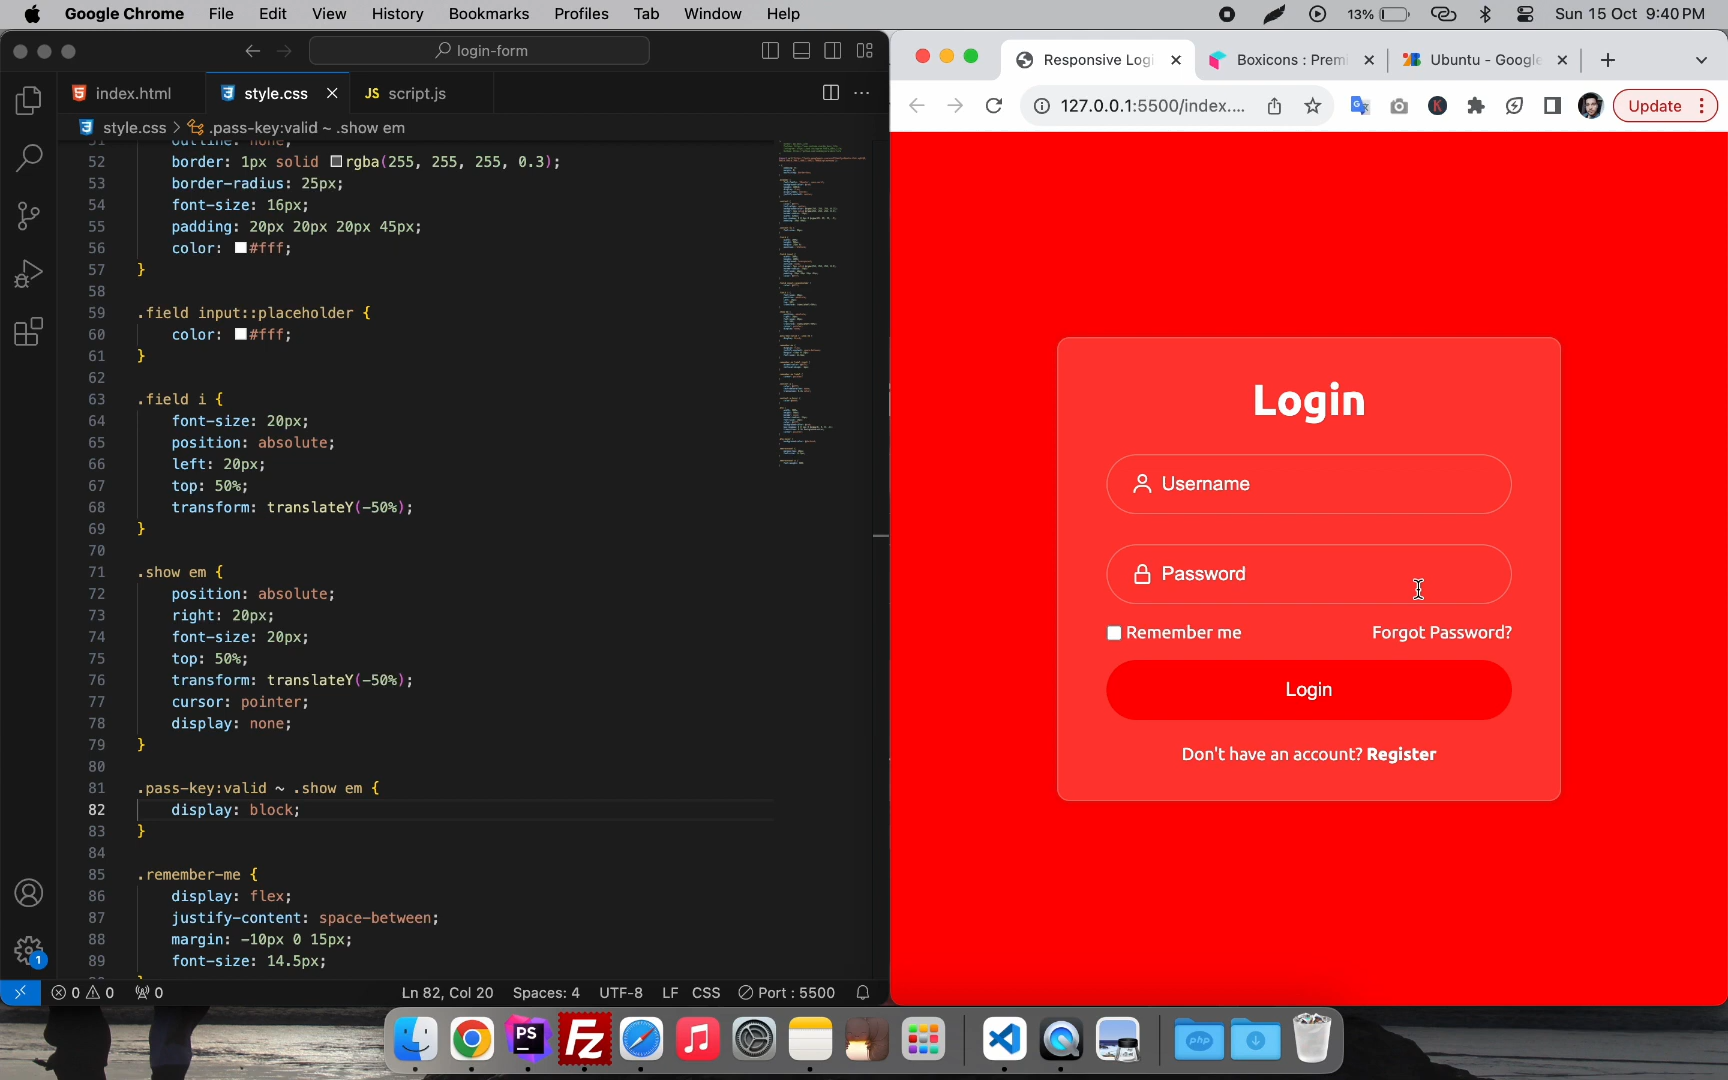 Google Chrome File Edit View History Bookmarks Profiles Tab Window Help 13% Sun 15 Oct 9:40 PM
login-form
index.html style.css JS script.js
style.css > .pass-key:valid ~ .show em
51 outline: none;
52 border: 1px solid rgba(255, 255, 255, 0.3);
53 border-radius: 25px;
54 font-size: 16px;
55 padding: 20px 20px 20px 45px;
56 color: #fff;
57 }
58
59 .field input::placeholder {
60 color: #fff;
61 }
62
63 .field i {
64 font-size: 20px;
65 position: absolute;
66 left: 20px;
67 top: 50%;
68 transform: translateY(-50%);
69 }
70
71 .show em {
72 position: absolute;
73 right: 20px;
74 font-size: 20px;
75 top: 50%;
76 transform: translateY(-50%);
77 cursor: pointer;
78 display: none;
79 }
80
81 .pass-key:valid ~ .show em {
82 display: block;
83 }
84
85 .remember-me {
86 display: flex;
87 justify-content: space-between;
88 margin: -10px 0 15px;
89 font-size: 14.5px;
1
0 0 0 Ln 82, Col 20 Spaces: 4 UTF-8 LF CSS Port : 5500
Responsive Logi Boxicons : Premi Ubuntu - Google
127.0.0.1:5500/index.... K Update
Login
Username
Password
Remember me Forgot Password?
Login
Don't have an account? Register
PS FZ php